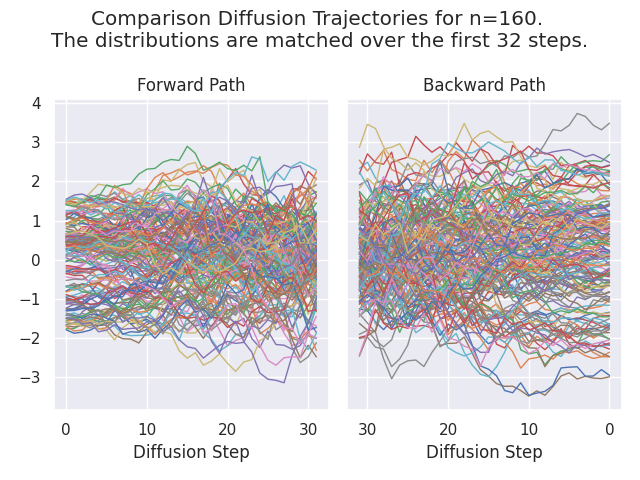 Comparison Diffusion Trajectories for n=160.
The distributions are matched over the first 32 steps.
Forward Path
Backward Path
4
3
2
1
0
−1
−2
−3
0 10 20 30
30 20 10 0
Diffusion Step
Diffusion Step